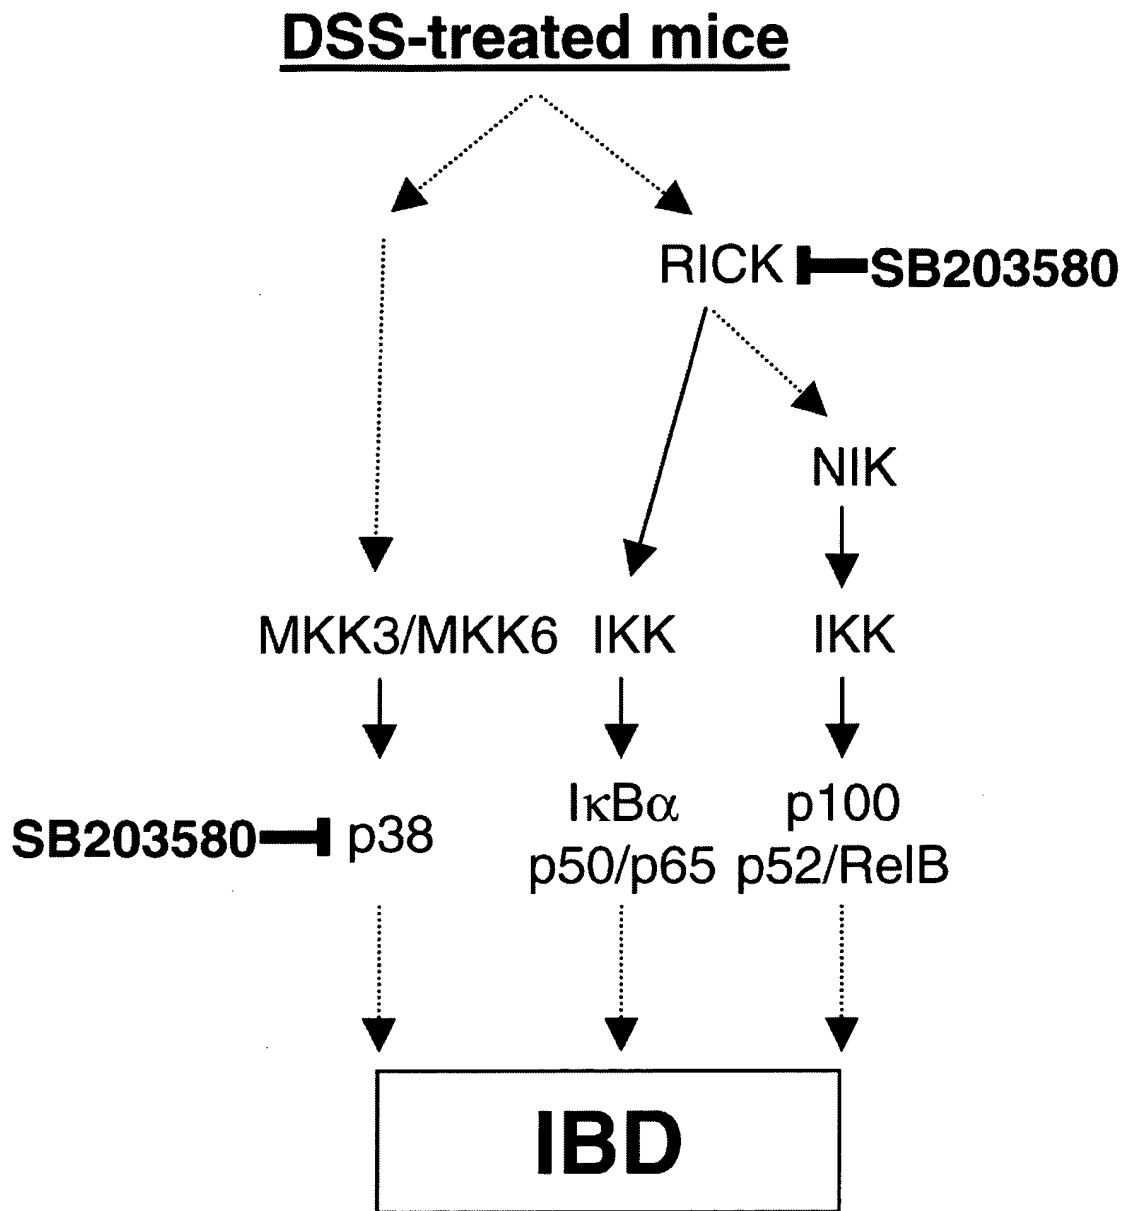 DSS-treated mice
RICK
SB203580
NIK
MKK3/MKK6
IKK
IKK
SB203580
p38
IκBα
p50/p65
p100
p52/RelB
IBD